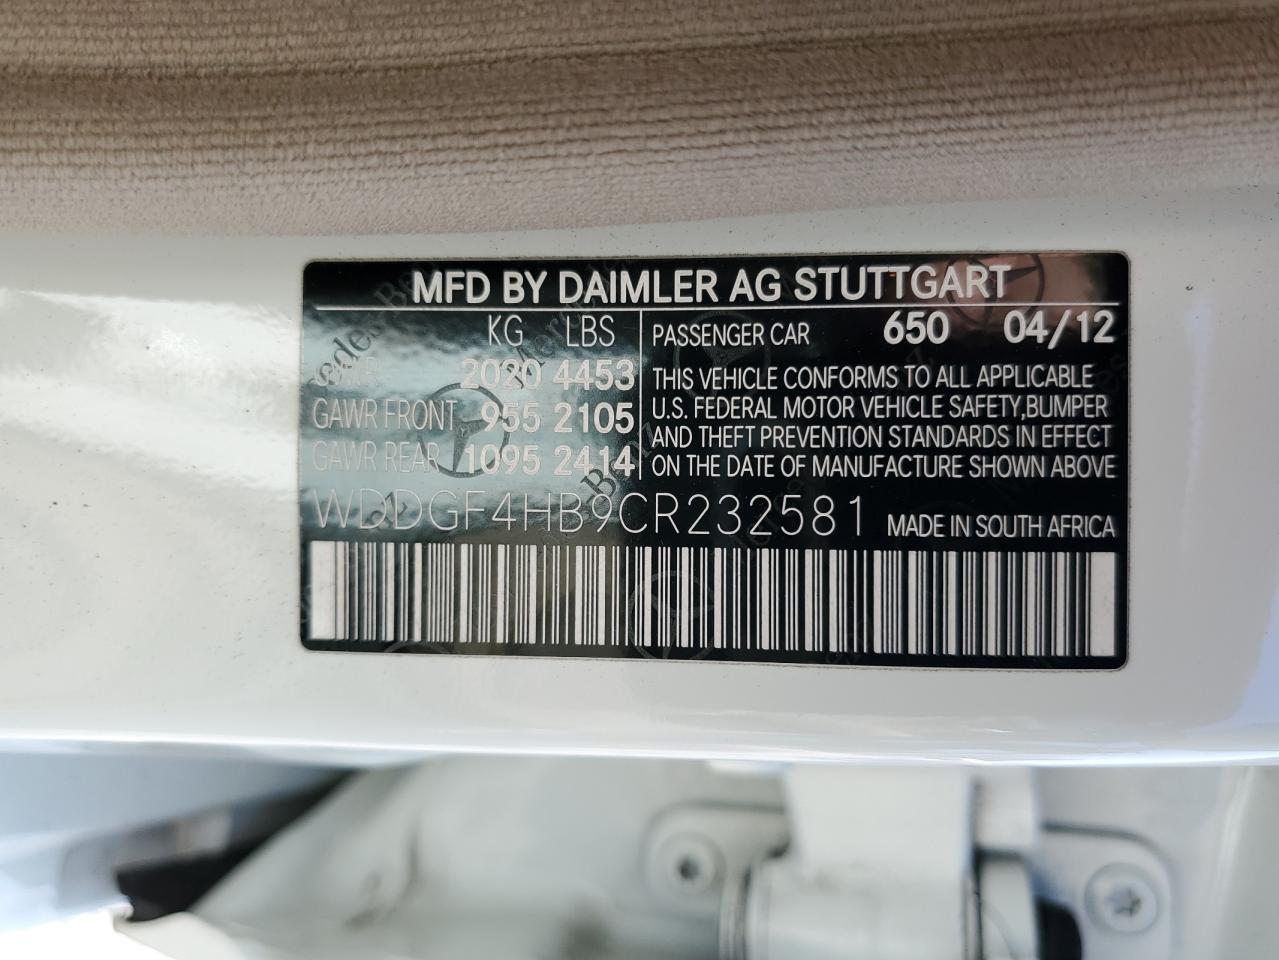 MFD BY DAIMLER AG STUTTGART
KG LBS
GVWR 2020 4453
GAWR FRONT 955 2105
GAWR REAR 1095 2414
PASSENGER CAR 650 04/12
THIS VEHICLE CONFORMS TO ALL APPLICABLE
U.S. FEDERAL MOTOR VEHICLE SAFETY,BUMPER
AND THEFT PREVENTION STANDARDS IN EFFECT
ON THE DATE OF MANUFACTURE SHOWN ABOVE
WDDGF4HB9CR232581 MADE IN SOUTH AFRICA